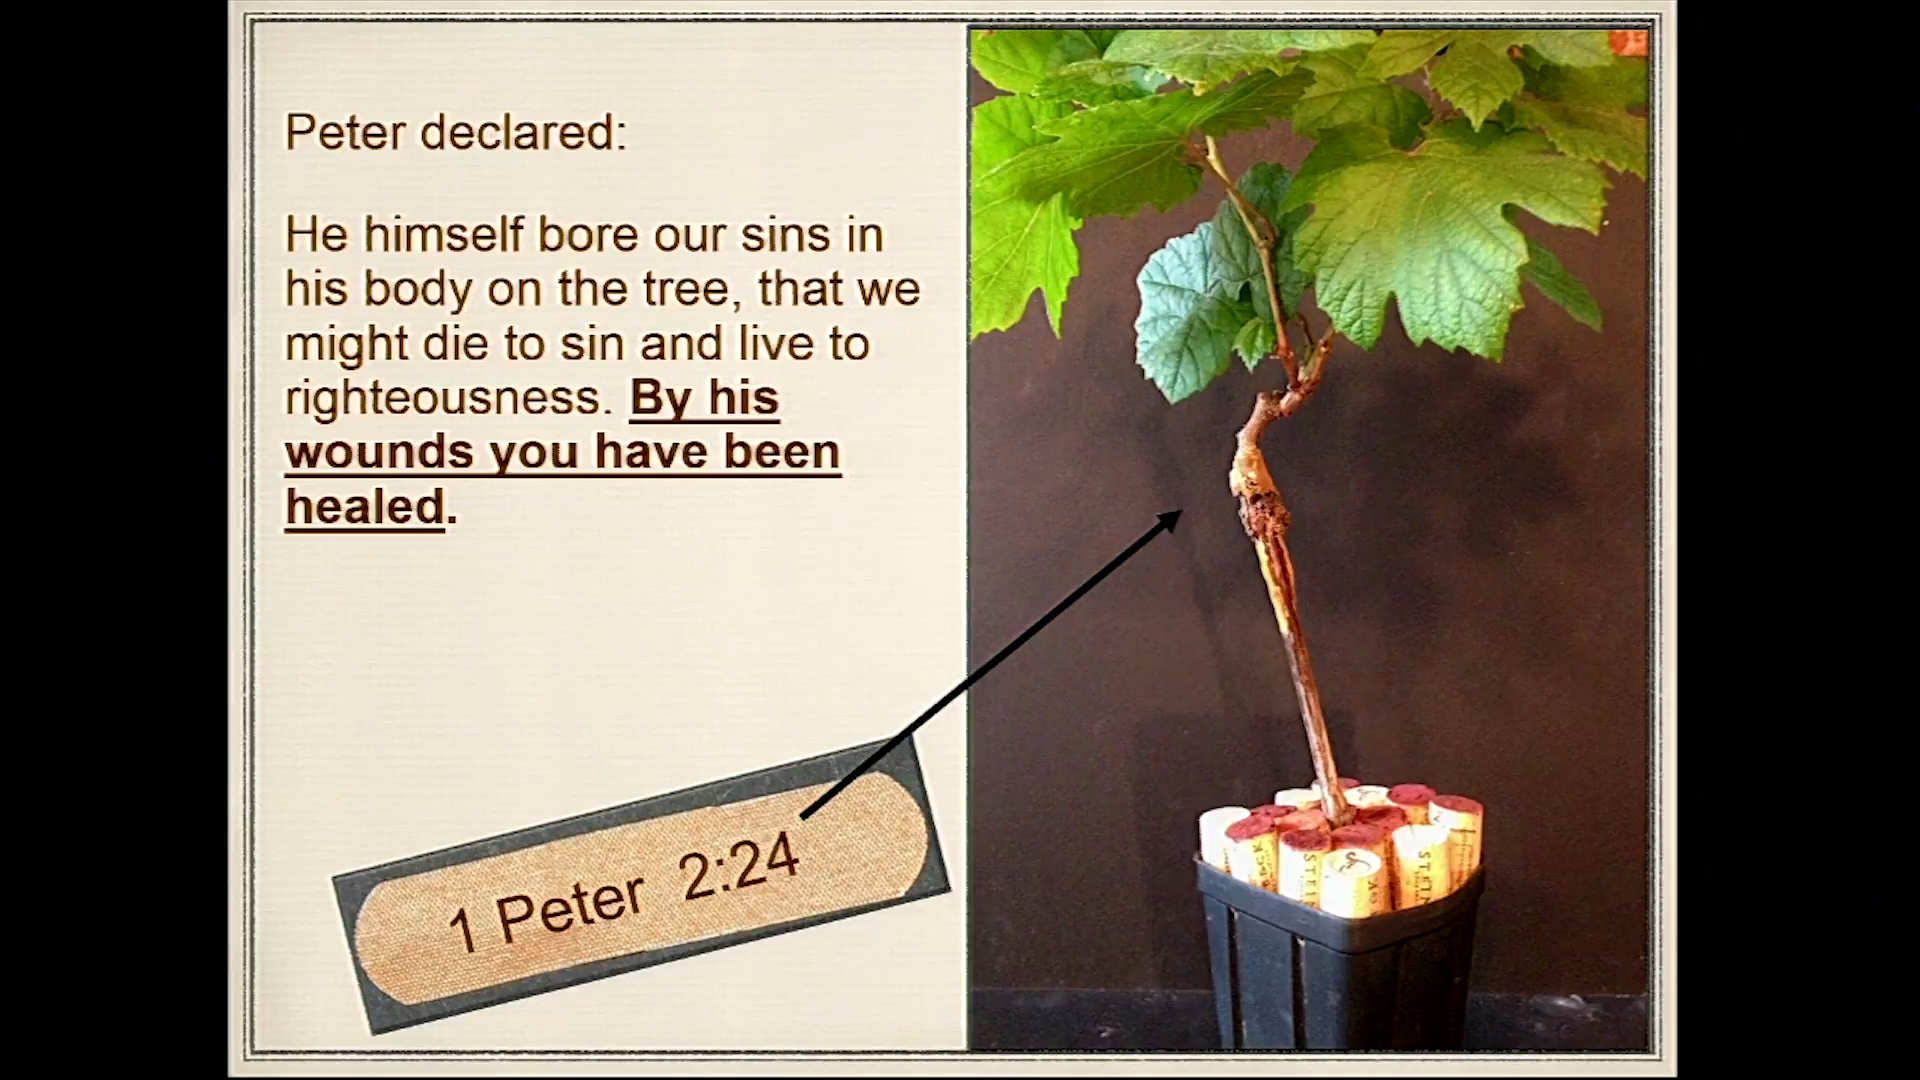 Peter declared:
He himself bore our sins in
his body on the tree, that we
might die to sin and live to
righteousness. By his
wounds you have been
healed.
1 Peter 2:24